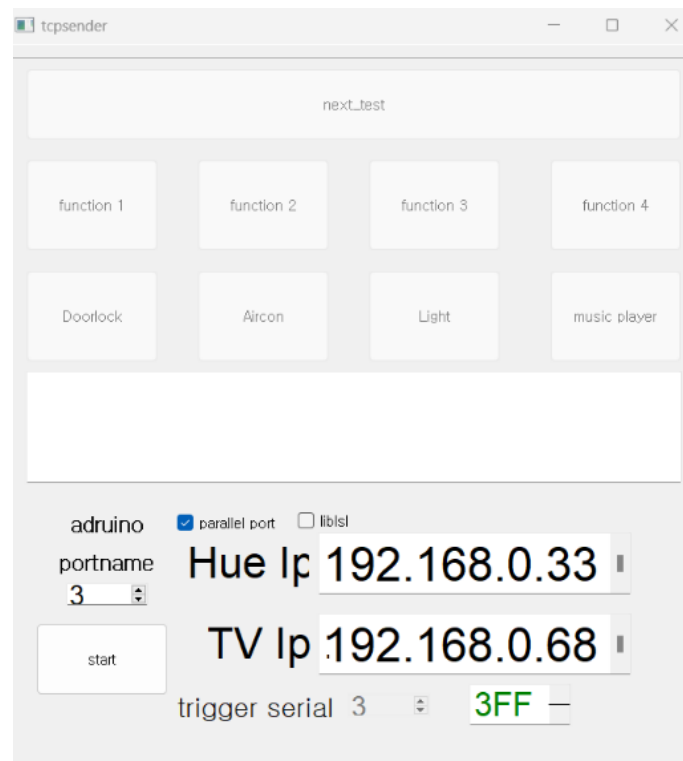 tcpsender
next_test
function 1 function 2 function 3 function 4
Doorlock Aircon Light music player
adruino
parallel port liblsl
portname
Hue Ip 192.168.0.33
3
start
TV Ip 192.168.0.68
trigger serial 3 3FF